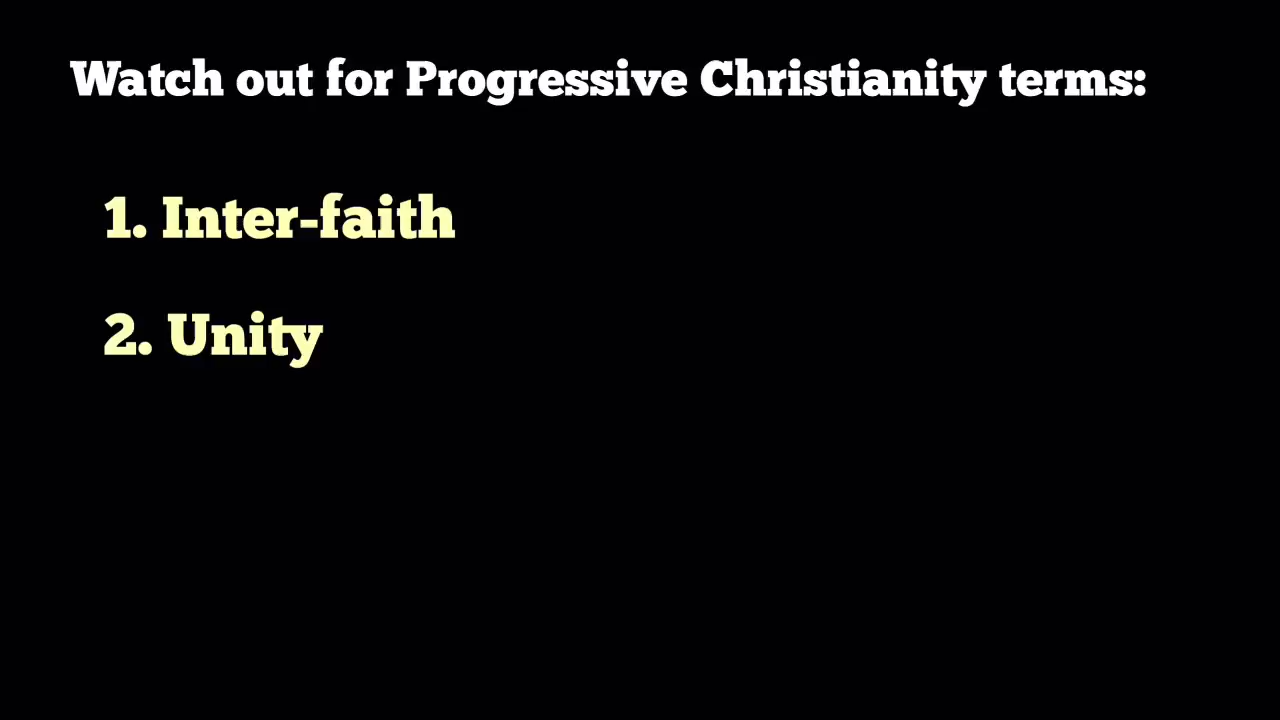 Watch out for Progressive Christianity terms:
1. Inter-faith
2. Unity